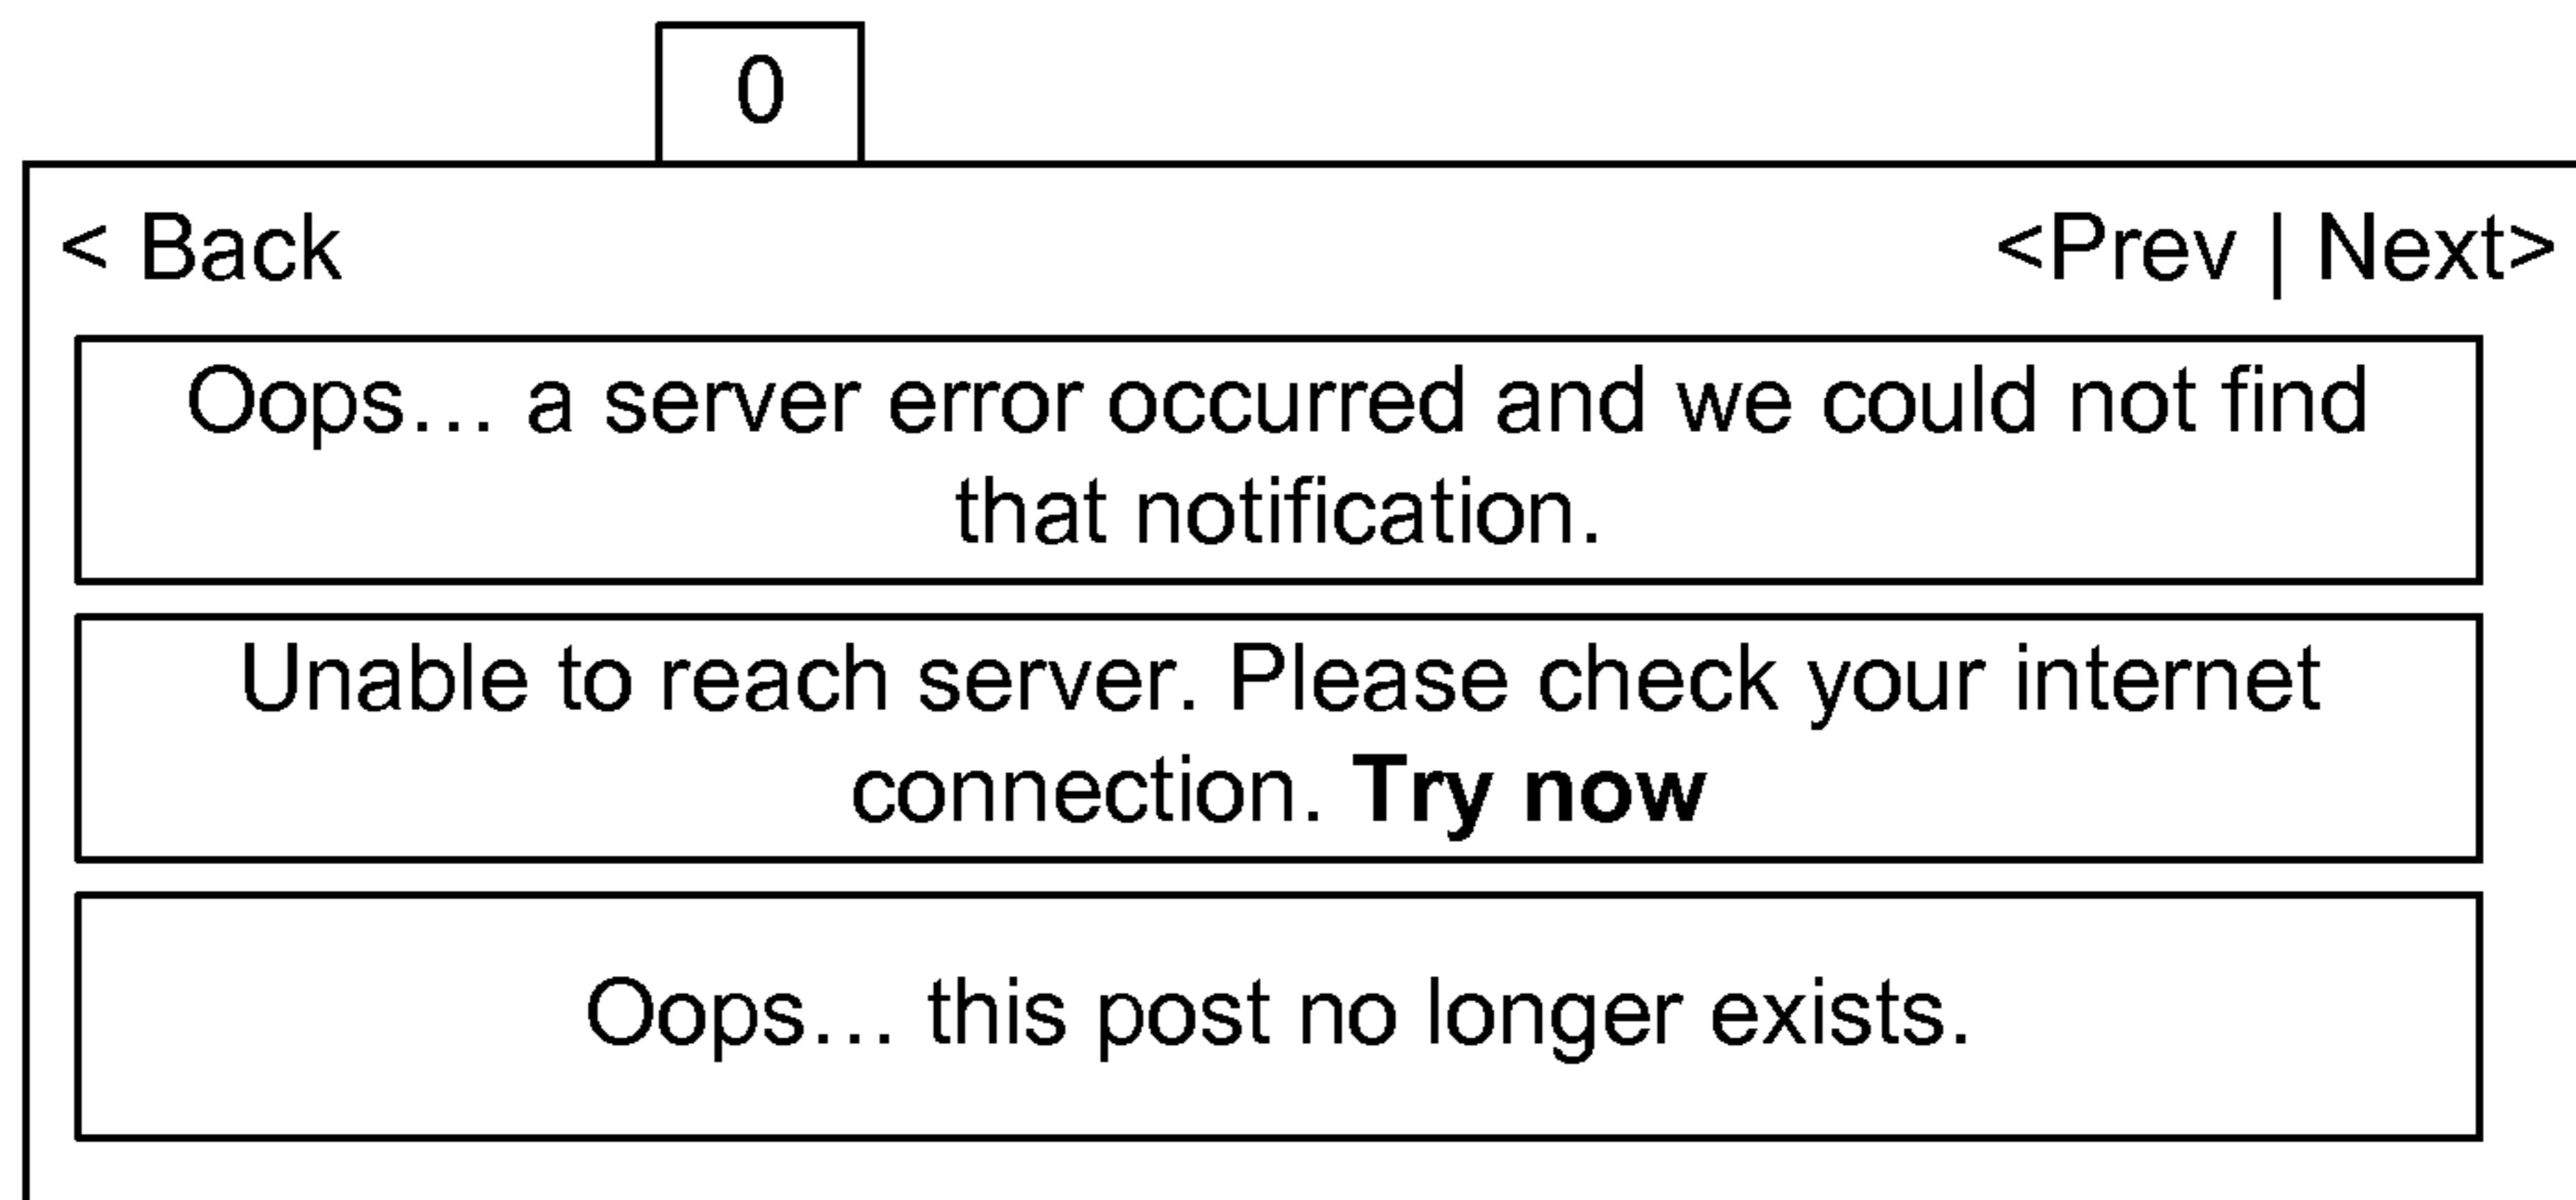 0
< Back <Prev | Next>
Oops… a server error occurred and we could not find
that notification.
Unable to reach server. Please check your internet
connection. Try now
Oops… this post no longer exists.